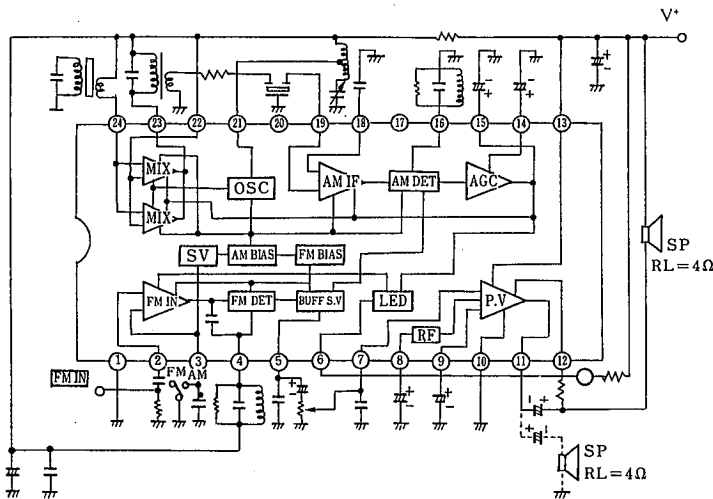 V+
24 23 22 21 20 19 18 17 16 15 14 13
MIX
MIX
OSC
AM IF
AM DET
AGC
SP
RL=4Ω
SV
AM BIAS
FM BIAS
FM IN
FM DET
BUFF S.V
LED
RF
P.V
1 2 3 4 5 6 7 8 9 10 11 12
FM IN
FM AM
SP
RL=4Ω